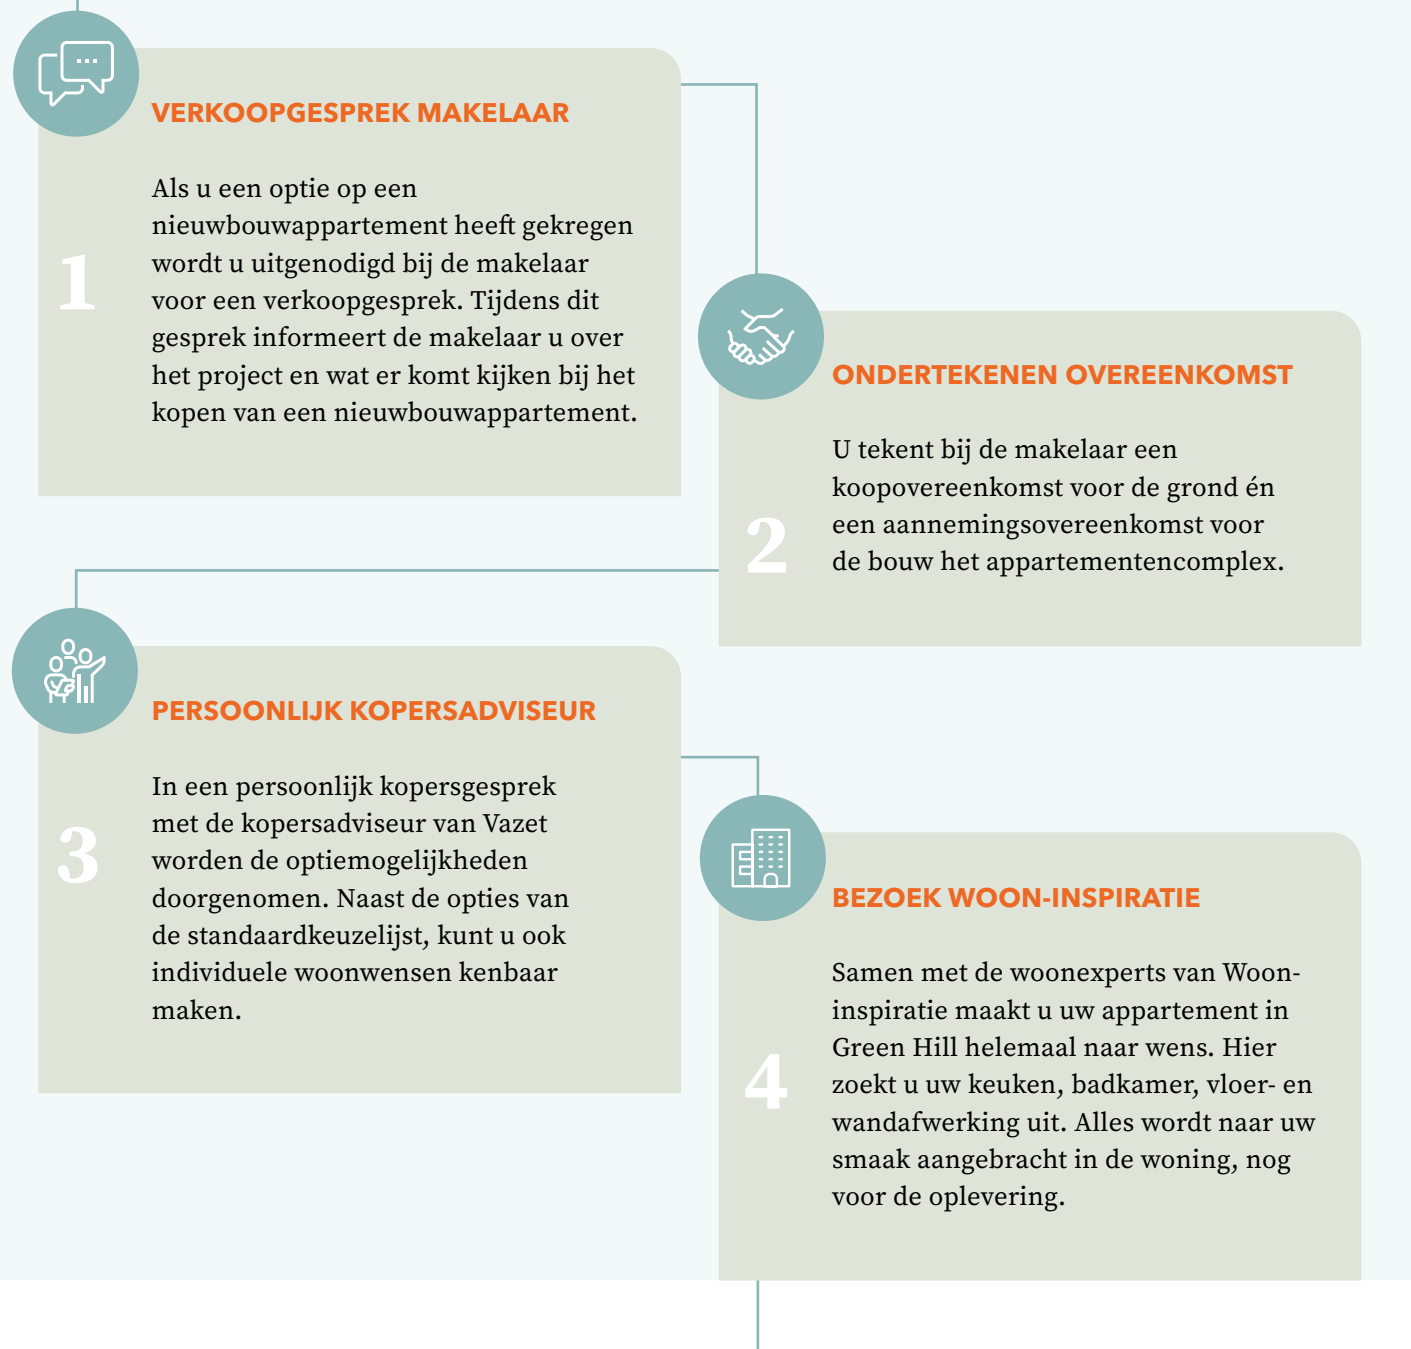 VERKOOPGESPREK MAKELAAR
1
Als u een optie op een
nieuwbouwappartement heeft gekregen
wordt u uitgenodigd bij de makelaar
voor een verkoopgesprek. Tijdens dit
gesprek informeert de makelaar u over
het project en wat er komt kijken bij het
kopen van een nieuwbouwappartement.
ONDERTEKENEN OVEREENKOMST
2
U tekent bij de makelaar een
koopovereenkomst voor de grond én
een aannemingsovereenkomst voor
de bouw het appartementencomplex.
PERSOONLIJK KOPERSADVISEUR
3
In een persoonlijk kopersgesprek
met de kopersadviseur van Vazet
worden de optiemogelijkheden
doorgenomen. Naast de opties van
de standaardkeuzelijst, kunt u ook
individuele woonwensen kenbaar
maken.
BEZOEK WOON-INSPIRATIE
4
Samen met de woonexperts van Woon-
inspiratie maakt u uw appartement in
Green Hill helemaal naar wens. Hier
zoekt u uw keuken, badkamer, vloer- en
wandafwerking uit. Alles wordt naar uw
smaak aangebracht in de woning, nog
voor de oplevering.